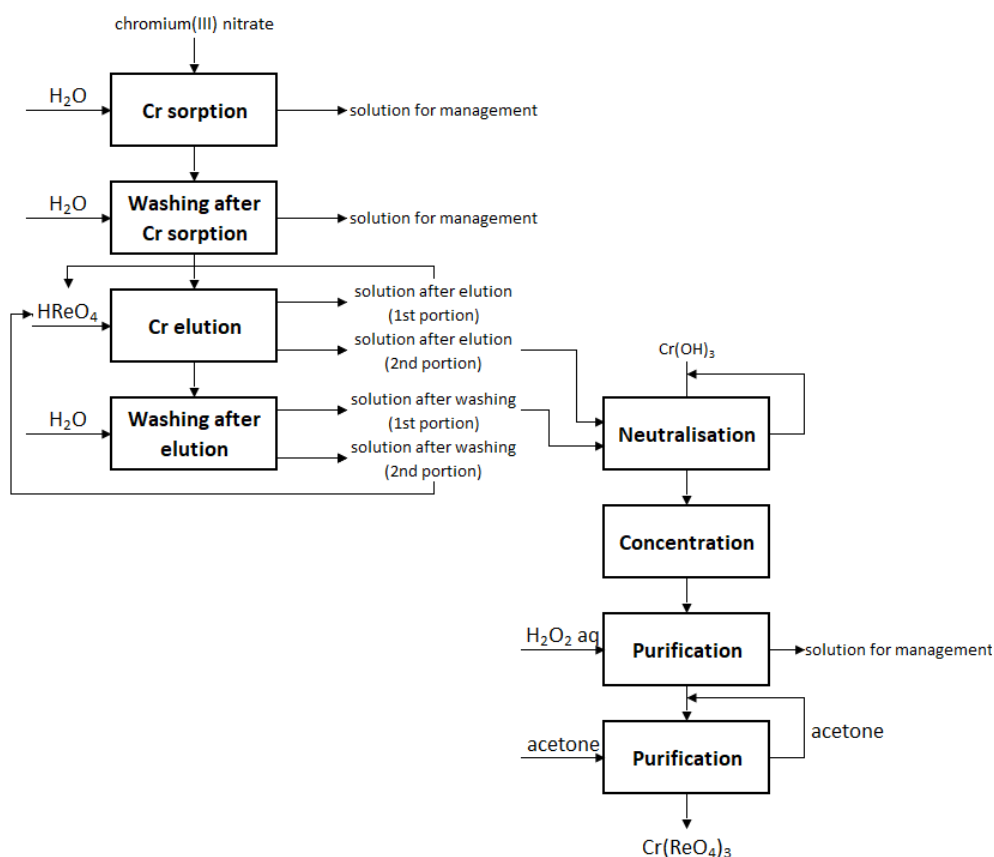 chromium(III) nitrate
H₂O
Cr sorption
solution for management
H₂O
Washing after
Cr sorption
solution for management
HReO₄
Cr elution
solution after elution
(1st portion)
solution after elution
(2nd portion)
H₂O
Washing after
elution
solution after washing
(1st portion)
solution after washing
(2nd portion)
Cr(OH)₃
Neutralisation
Concentration
H₂O₂ aq
Purification
solution for management
acetone
Purification
acetone
Cr(ReO₄)₃